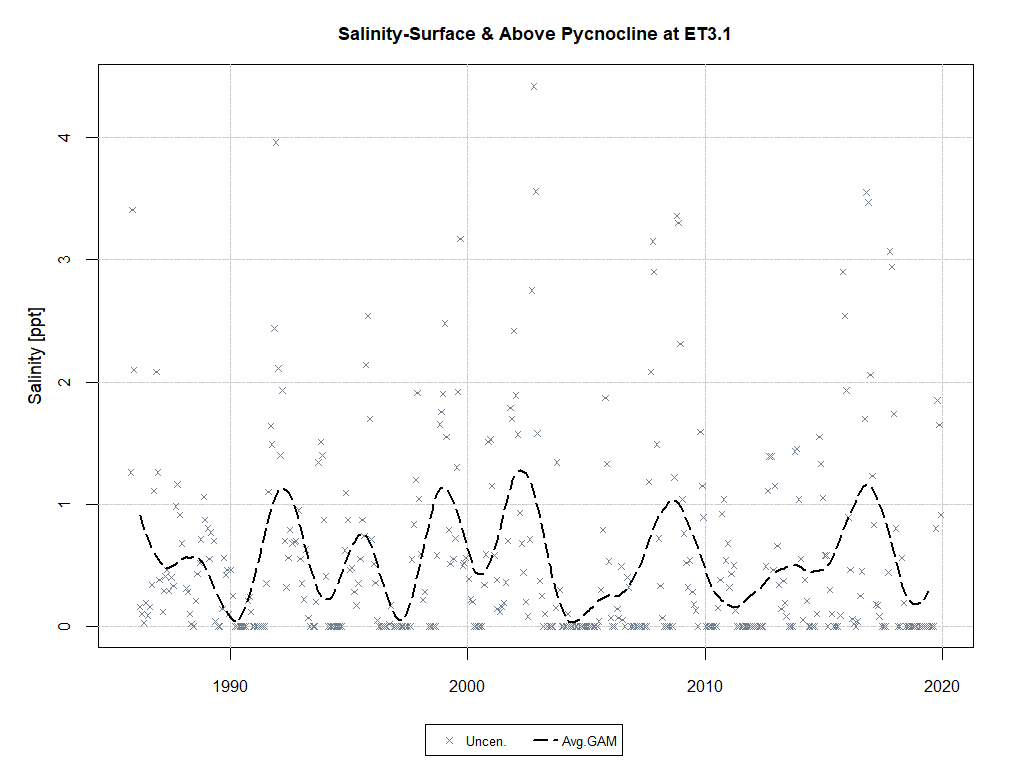 Salinity-Surface & Above Pycnocline at ET3.1
Salinity [ppt]
4
3
2
1
0
1990 2000 2010 2020
Uncen. Avg.GAM